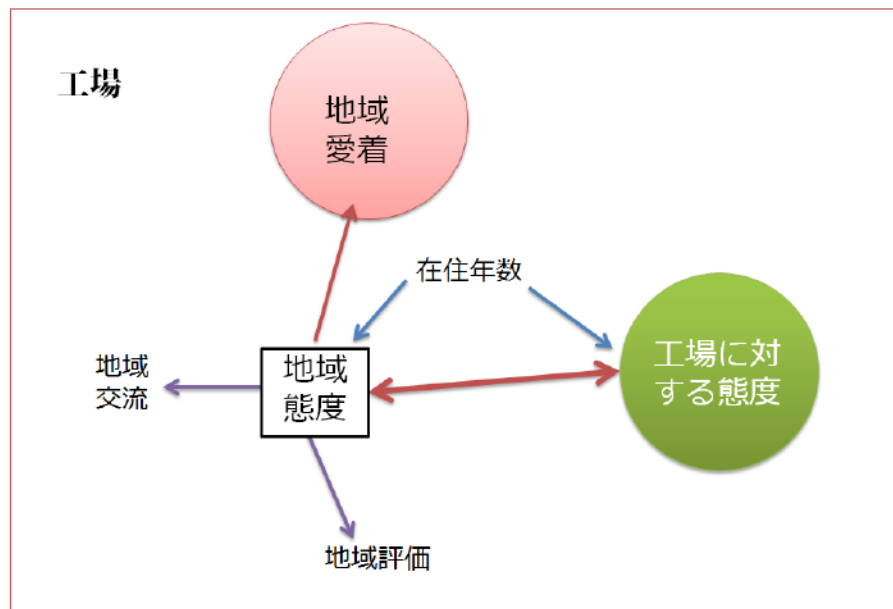 工場
地域
愛着
在住年数
工場に対
する態度
地域
交流
地域
態度
地域評価